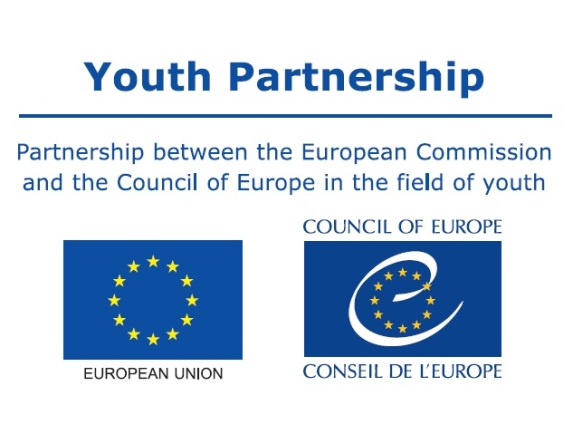 Youth Partnership
Partnership between the European Commission
and the Council of Europe in the field of youth
COUNCIL OF EUROPE
EUROPEAN UNION
CONSEIL DE L'EUROPE